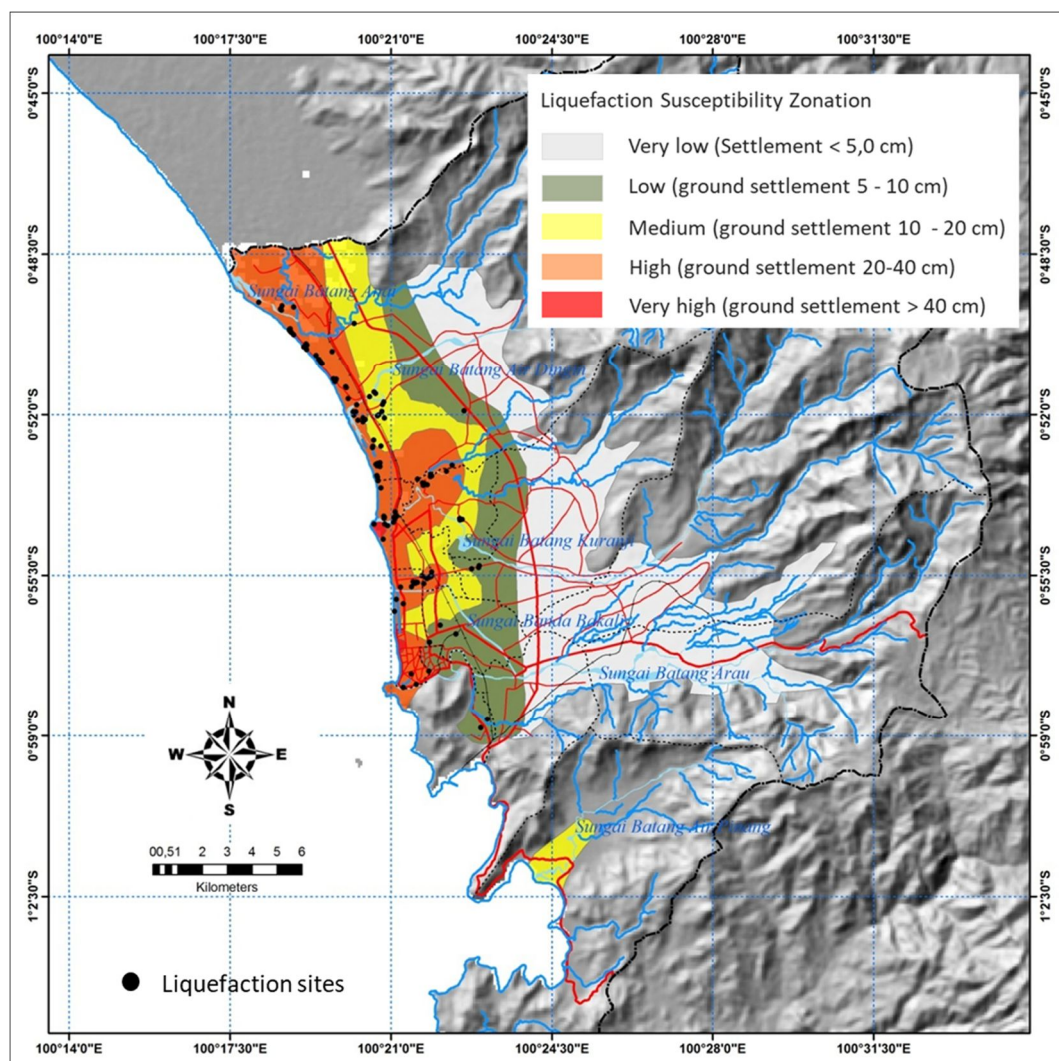 100°14'0"E 100°17'30"E 100°21'0"E 100°24'30"E 100°28'0"E 100°31'30"E
0°45'0"S 0°45'0"S
Liquefaction Susceptibility Zonation
Very low (Settlement < 5,0 cm)
Low (ground settlement 5 - 10 cm)
Medium (ground settlement 10 - 20 cm)
High (ground settlement 20-40 cm)
Very high (ground settlement > 40 cm)
0°48'30"S 0°48'30"S
Sungai Batang Anai
Sungai Batang Air Dingin
0°52'0"S 0°52'0"S
Sungai Batang Kuranji
0°55'30"S 0°55'30"S
Sungai Banda Bakali
Sungai Batang Arau
0°59'0"S 0°59'0"S
N
W E
S
Sungai Batang Air
00,51 2 3 4 5 6
Kilometers
1°2'30"S 1°2'30"S
Liquefaction sites
100°14'0"E 100°17'30"E 100°21'0"E 100°24'30"E 100°28'0"E 100°31'30"E